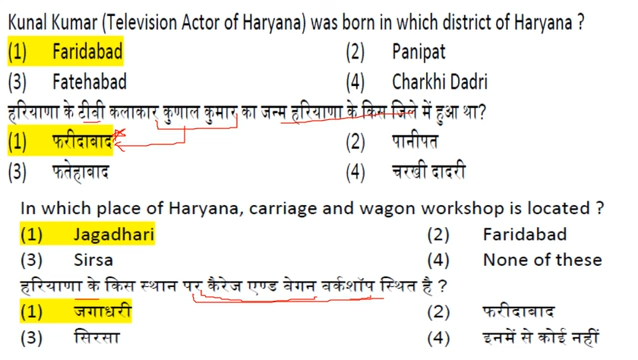 Kunal Kumar (Television Actor of Haryana) was born in which district of Haryana ?
(1) Faridabad (2) Panipat
(3) Fatehabad (4) Charkhi Dadri
हरियाणा के टीवी कलाकार कुणाल कुमार का जन्म हरियाणा के किस जिले में हुआ था?
(1) फरीदाबाद (2) पानीपत
(3) फतेहाबाद (4) चरखी दादरी
In which place of Haryana, carriage and wagon workshop is located ?
(1) Jagadhari (2) Faridabad
(3) Sirsa (4) None of these
हरियाणा के किस स्थान पर कैरेज एण्ड वेगन वर्कशॉप स्थित है ?
(1) जगाधरी (2) फरीदाबाद
(3) सिरसा (4) इनमें से कोई नहीं